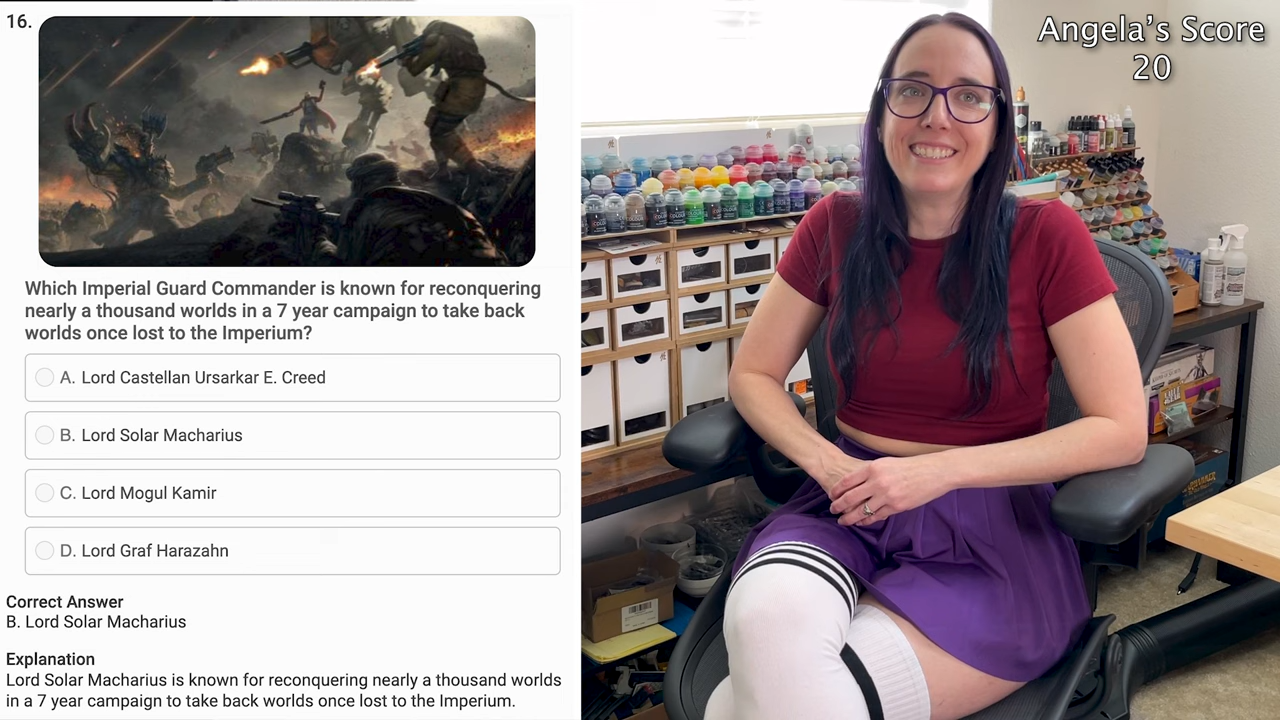 16.
Angela's Score
20
Which Imperial Guard Commander is known for reconquering
nearly a thousand worlds in a 7 year campaign to take back
worlds once lost to the Imperium?
A. Lord Castellan Ursarkar E. Creed
B. Lord Solar Macharius
C. Lord Mogul Kamir
D. Lord Graf Harazahn
Correct Answer
B. Lord Solar Macharius
Explanation
Lord Solar Macharius is known for reconquering nearly a thousand worlds
in a 7 year campaign to take back worlds once lost to the Imperium.